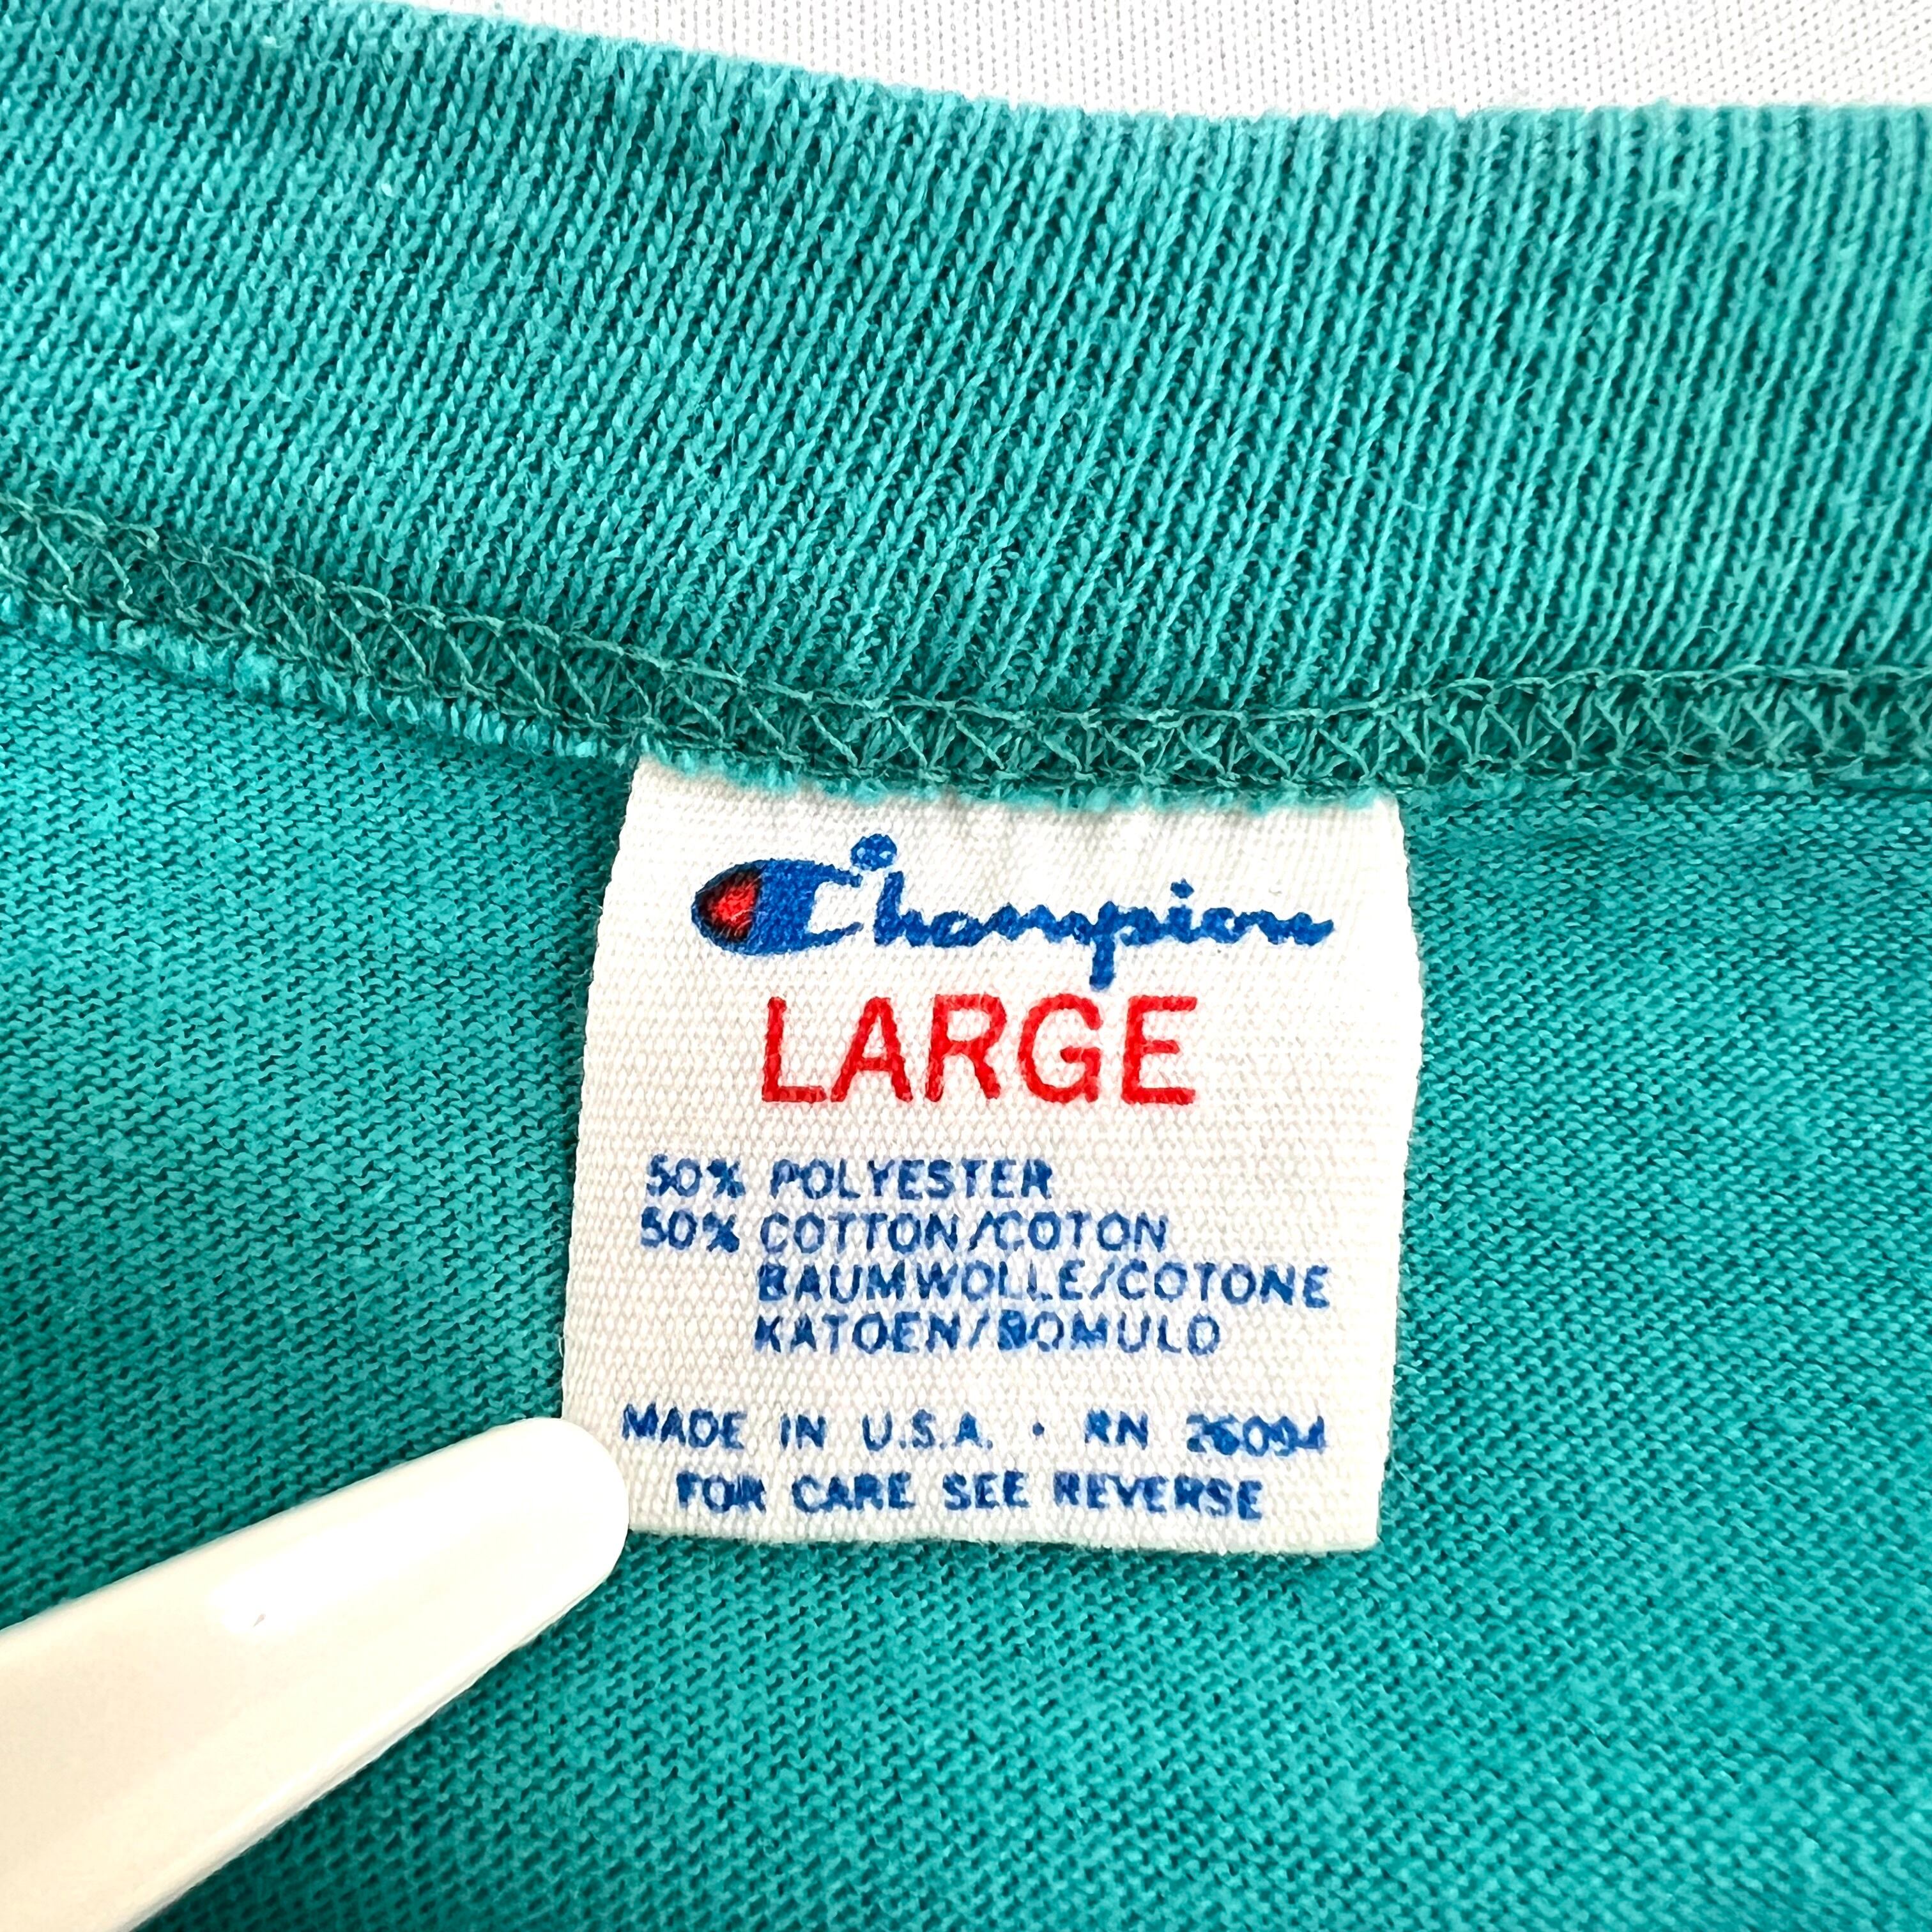 Champion
LARGE
50% POLYESTER
50% COTTON/COTON
BAUMWOLLE/COTONE
KATOEN/BOMULD
MADE IN U.S.A. · RN 26094
FOR CARE SEE REVERSE